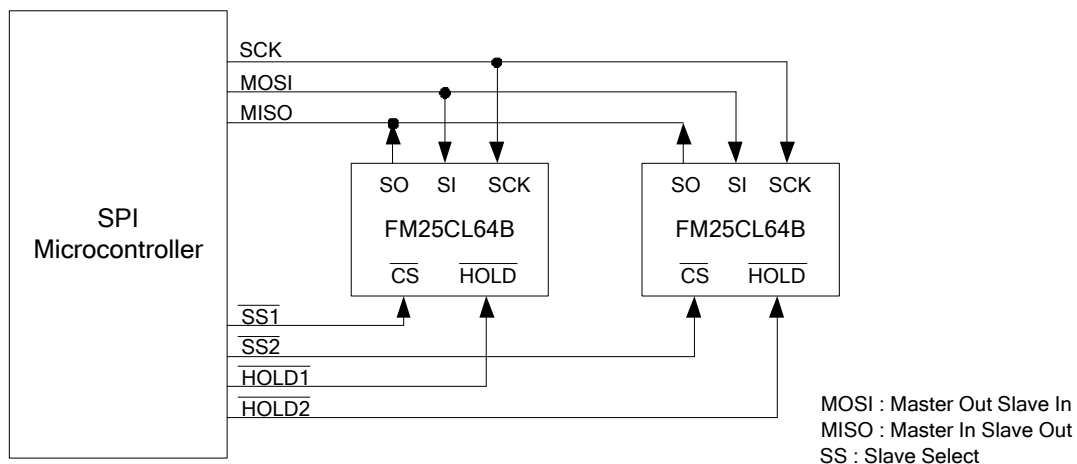 SCK
MOSI
MISO
SO SI SCK
SO SI SCK
SPI
Microcontroller
FM25CL64B
FM25CL64B
CS HOLD
CS HOLD
SS1
SS2
HOLD1
HOLD2
MOSI : Master Out Slave In
MISO : Master In Slave Out
SS : Slave Select